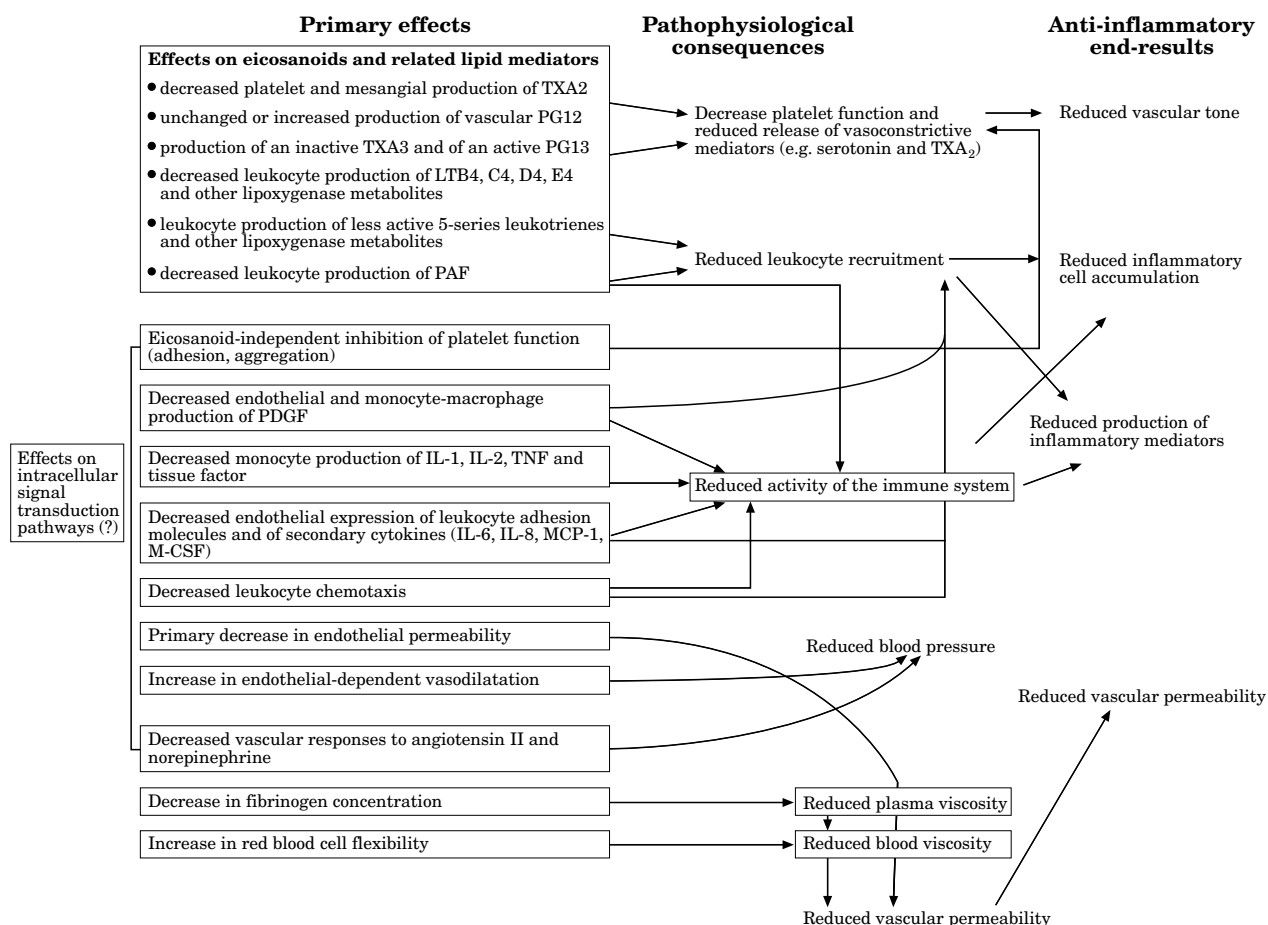 Primary effects
Pathophysiological
consequences
Anti-inflammatory
end-results
Effects on eicosanoids and related lipid mediators
• decreased platelet and mesangial production of TXA2
• unchanged or increased production of vascular PG12
• production of an inactive TXA3 and of an active PG13
• decreased leukocyte production of LTB4, C4, D4, E4
and other lipoxygenase metabolites
• leukocyte production of less active 5-series leukotrienes
and other lipoxygenase metabolites
• decreased leukocyte production of PAF
Decrease platelet function and
reduced release of vasoconstrictive
mediators (e.g. serotonin and TXA₂)
Reduced vascular tone
Reduced leukocyte recruitment
Reduced inflammatory
cell accumulation
Eicosanoid-independent inhibition of platelet function
(adhesion, aggregation)
Decreased endothelial and monocyte-macrophage
production of PDGF
Reduced production of
inflammatory mediators
Effects on
intracellular
signal
transduction
pathways (?)
Decreased monocyte production of IL-1, IL-2, TNF and
tissue factor
Reduced activity of the immune system
Decreased endothelial expression of leukocyte adhesion
molecules and of secondary cytokines (IL-6, IL-8, MCP-1,
M-CSF)
Decreased leukocyte chemotaxis
Primary decrease in endothelial permeability
Reduced blood pressure
Increase in endothelial-dependent vasodilatation
Reduced vascular permeability
Decreased vascular responses to angiotensin II and
norepinephrine
Decrease in fibrinogen concentration
Reduced plasma viscosity
Increase in red blood cell flexibility
Reduced blood viscosity
Reduced vascular permeability